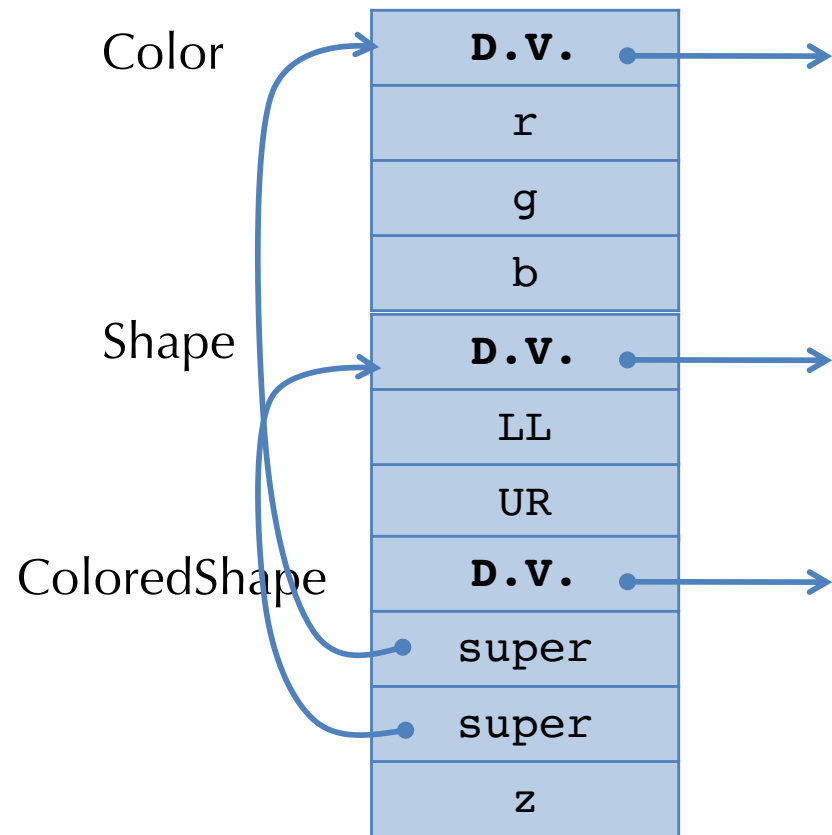 Color
D.V.
r
g
b
Shape
D.V.
LL
UR
ColoredShape
D.V.
super
super
z